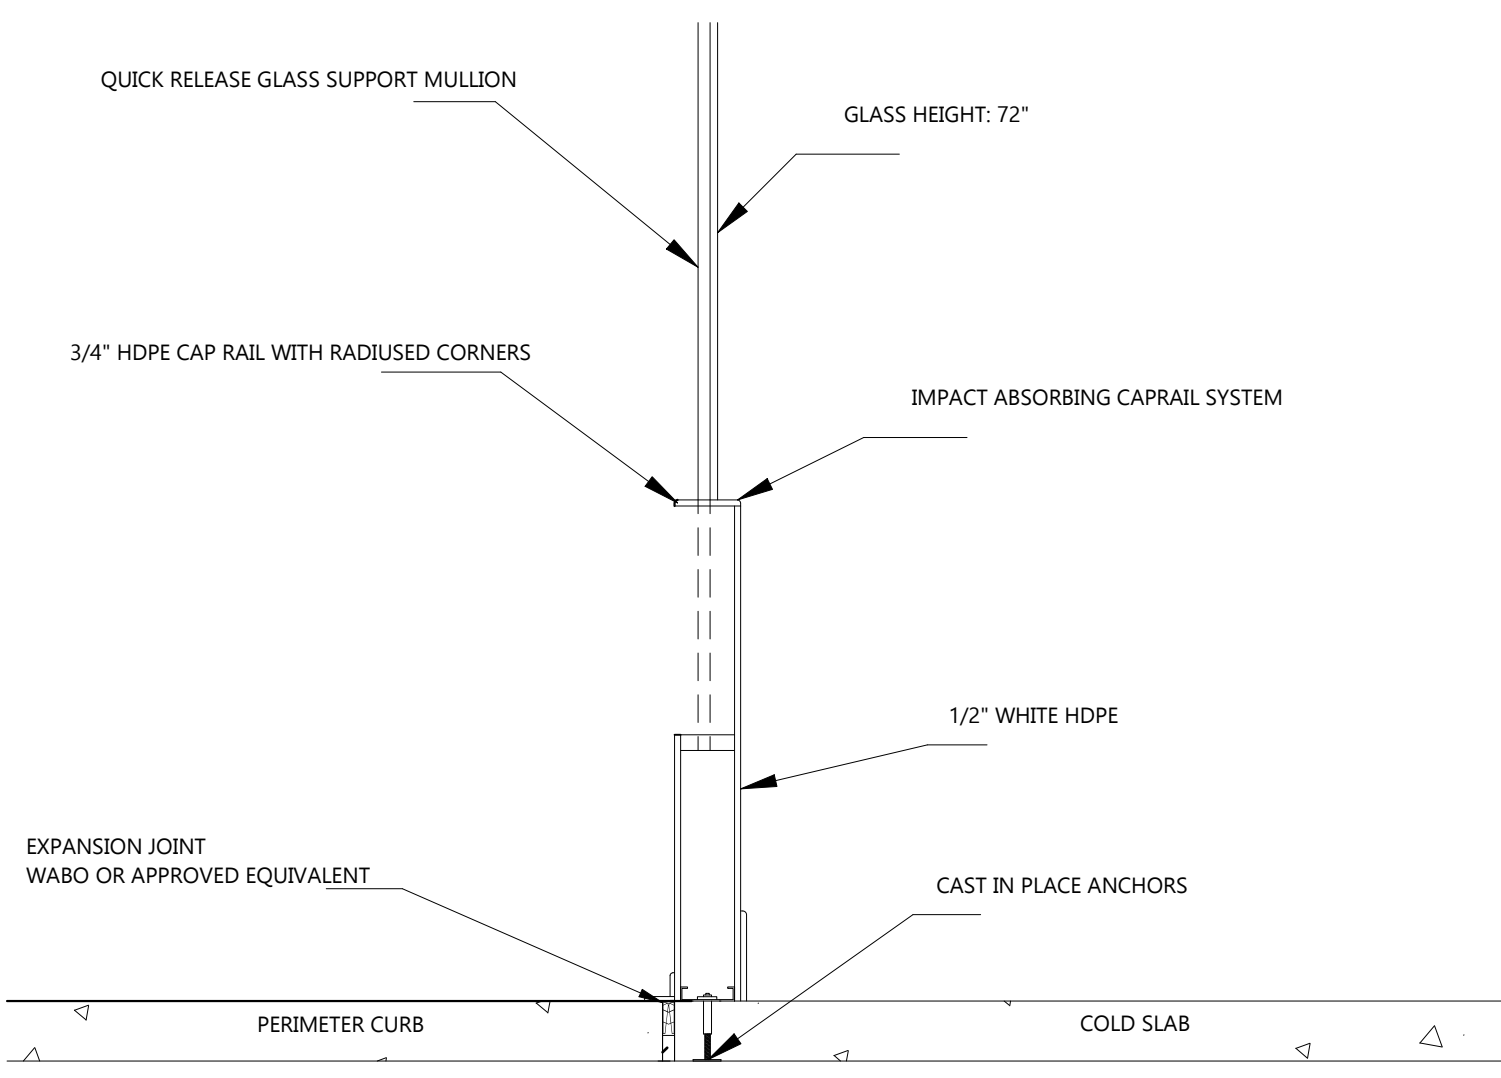 QUICK RELEASE GLASS SUPPORT MULLION
GLASS HEIGHT: 72"
3/4" HDPE CAP RAIL WITH RADIUSED CORNERS
IMPACT ABSORBING CAPRAIL SYSTEM
1/2" WHITE HDPE
EXPANSION JOINT
WABO OR APPROVED EQUIVALENT
CAST IN PLACE ANCHORS
PERIMETER CURB
COLD SLAB